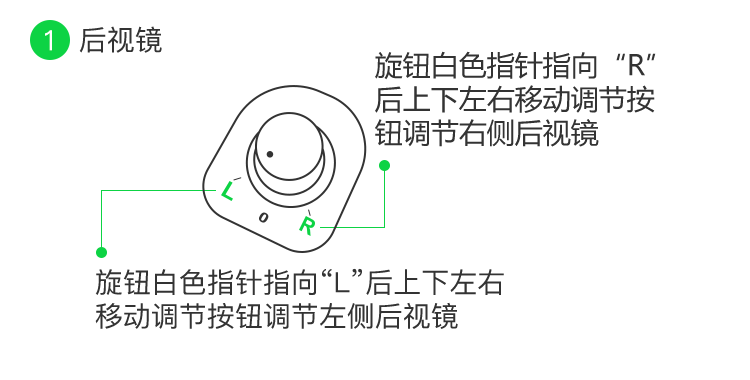 1 后视镜
旋钮白色指针指向“R”
后上下左右移动调节按
钮调节右侧后视镜
L
0
R
旋钮白色指针指向“L”后上下左右
移动调节按钮调节左侧后视镜